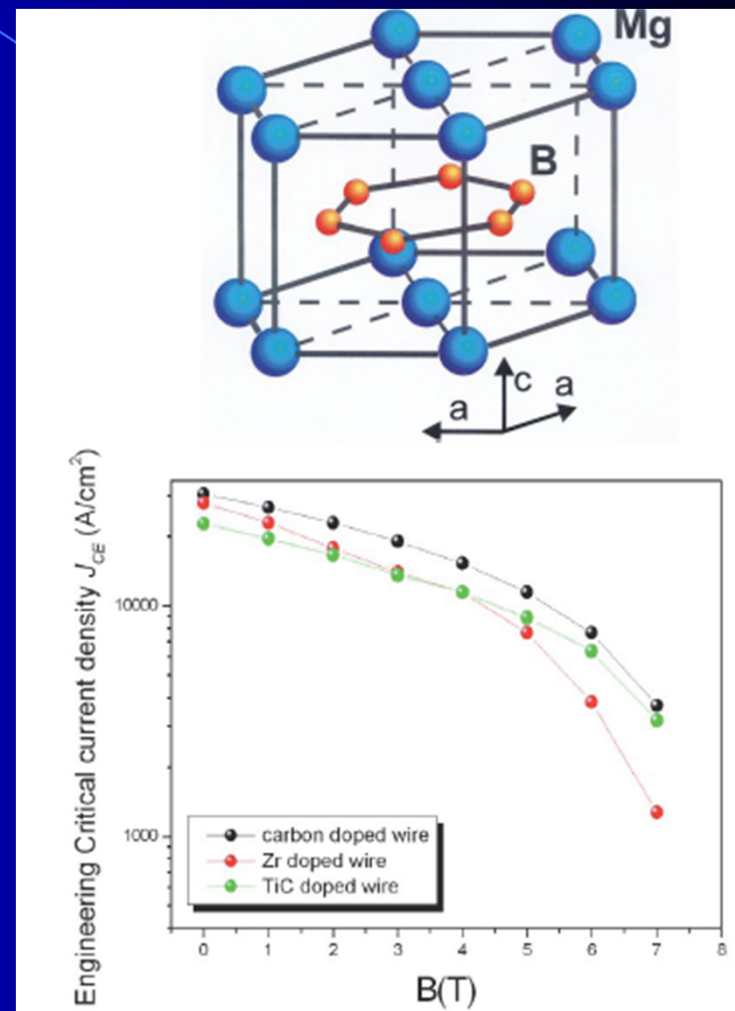 Mg
B
c
a
a
Engineering Critical current density J_CE (A/cm²)
10000
1000
carbon doped wire
Zr doped wire
TiC doped wire
0 1 2 3 4 5 6 7 8
B(T)